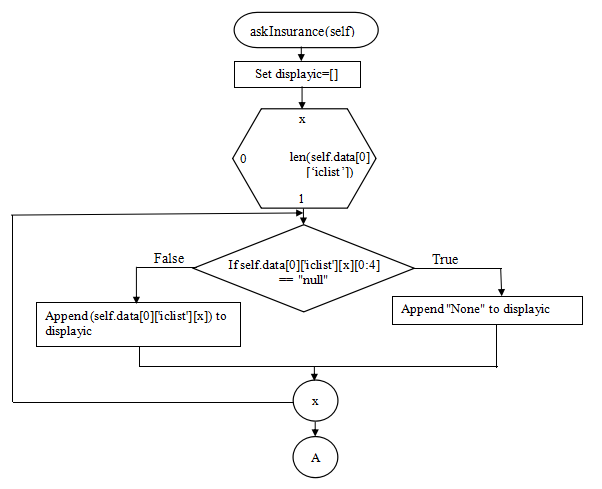 askInsurance(self)
Set displayic=[]
x
0
len(self.data[0]
['iclist'])
1
If self.data[0]['iclist'][x][0:4]
== "null"
False
True
Append (self.data[0]['iclist'][x]) to
displayic
Append "None" to displayic
x
A